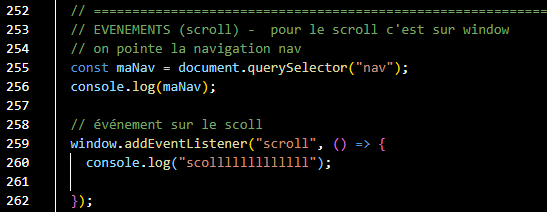 252 // ============================================================
253 // EVENEMENTS (scroll) -  pour le scroll c'est sur window
254 // on pointe la navigation nav
255 const maNav = document.querySelector("nav");
256 console.log(maNav);
257
258 // événement sur le scoll
259 window.addEventListener("scroll", () => {
260   console.log("scollllllllllllll");
261
262 });